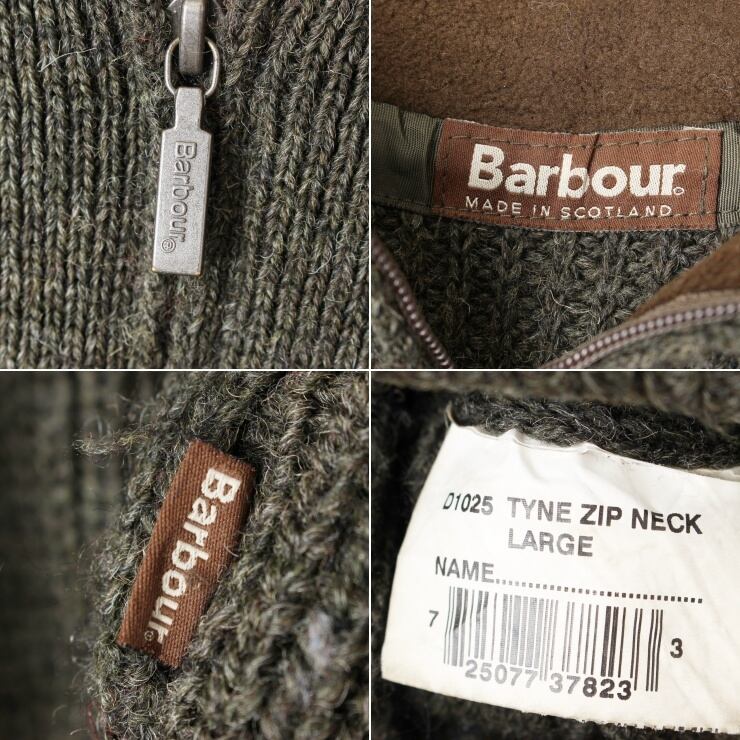 Barbour®
Barbour®
MADE IN SCOTLAND
Barbour®
D1025 TYNE ZIP NECK
LARGE
NAME..............................
7 25077 37823 3